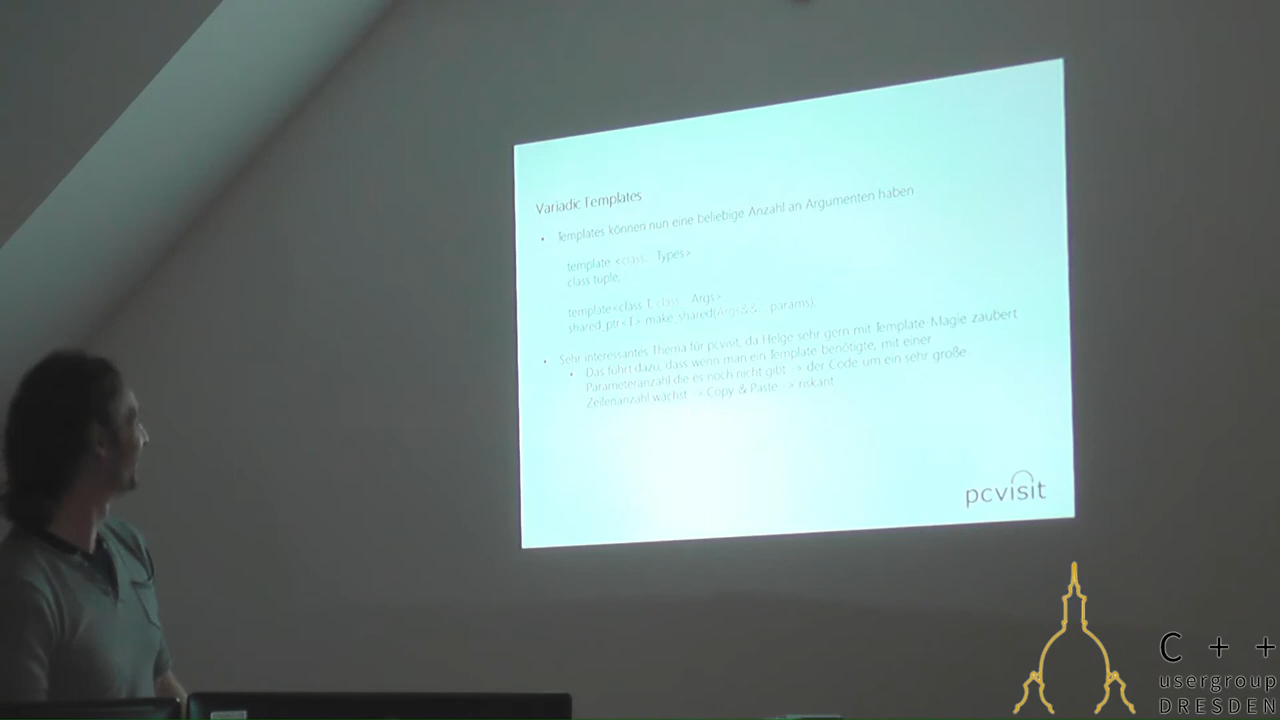 Variadic Templates
• Templates können nun eine beliebige Anzahl an Argumenten haben
template <class... Types>
class tuple;
template<class T, class... Args>
shared_ptr<T> make_shared(Args&&... params);
• Sehr interessantes Thema für pcvisit, da Helge sehr gern mit Template-Magie zaubert
• Das führt dazu, dass wenn man ein Template benötigte, mit einer
Parameteranzahl die es noch nicht gibt -> der Code um ein sehr große
Zeilenanzahl wächst -> Copy & Paste -> riskant
pcvisit
C++
usergroup
DRESDEN